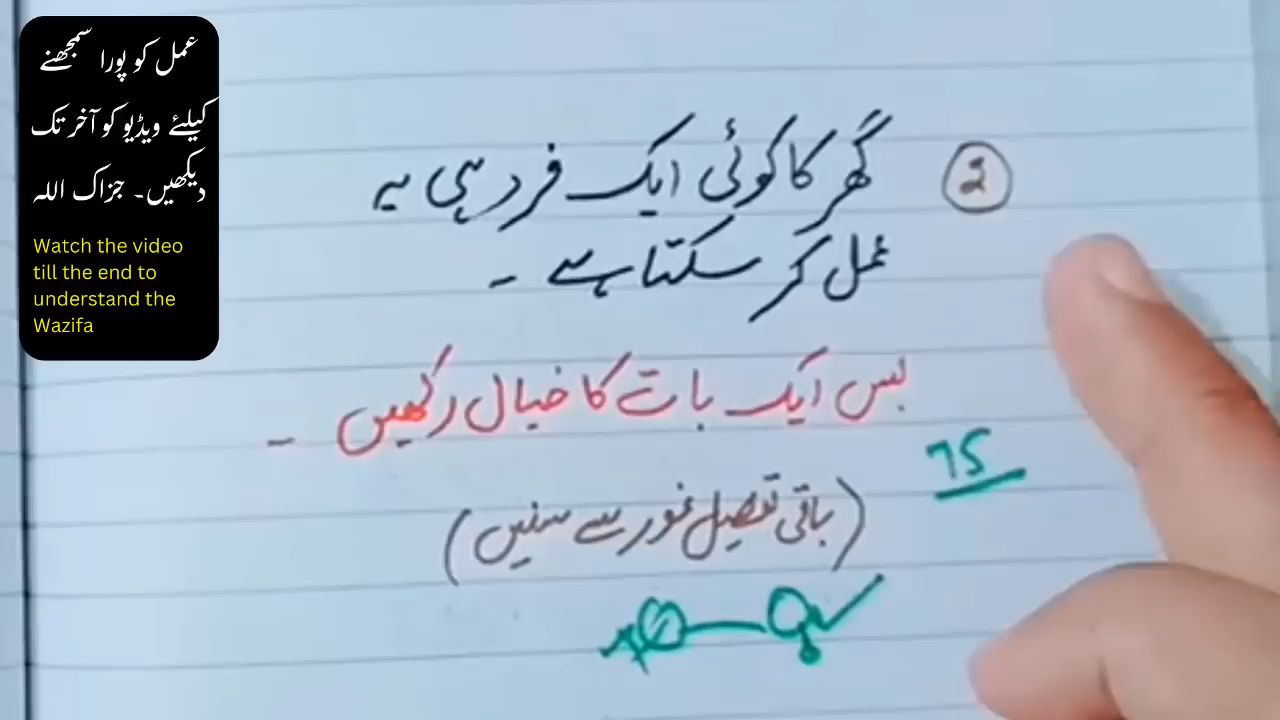 عمل کو پورا سمجھنے
کیلئے ویڈیو کو آخر تک
دیکھیں۔ جزاک اللہ
Watch the video
till the end to
understand the
Wazifa
2 گھر کا کوئی ایک فرد ہی یہ
عمل کر سکتا ہے ۔
بس ایک بات کا خیال رکھیں ۔
75
(باقی تفصیل غور سے سنیں)